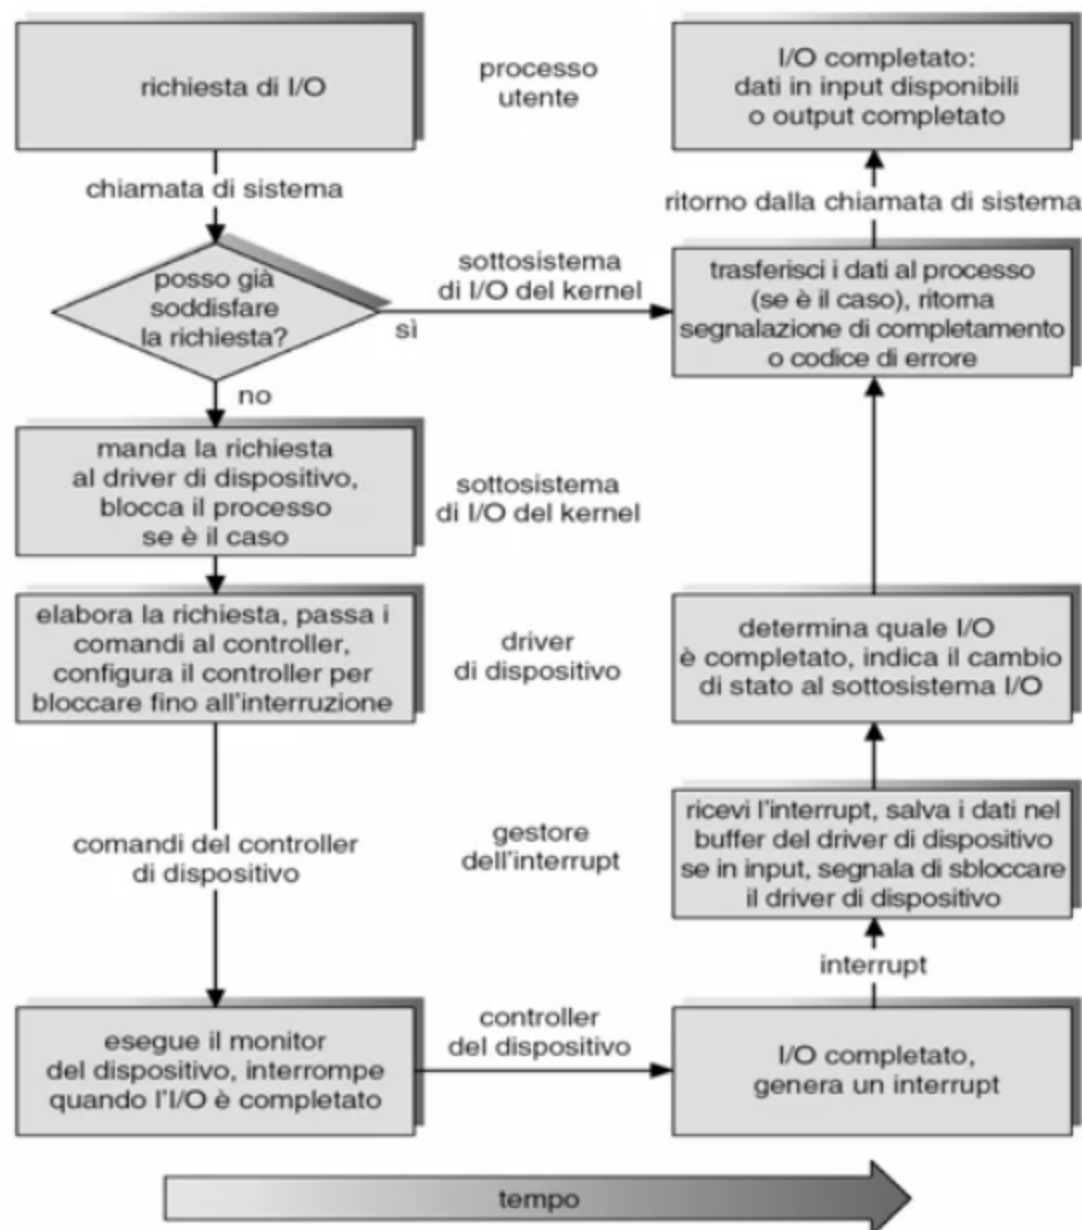 richiesta di I/O
processo
utente
I/O completato:
dati in input disponibili
o output completato
chiamata di sistema
ritorno dalla chiamata di sistema
posso già
soddisfare
la richiesta?
sì
sottosistema
di I/O del kernel
trasferisci i dati al processo
(se è il caso), ritorna
segnalazione di completamento
o codice di errore
no
manda la richiesta
al driver di dispositivo,
blocca il processo
se è il caso
sottosistema
di I/O del kernel
elabora la richiesta, passa i
comandi al controller,
configura il controller per
bloccare fino all'interruzione
driver
di dispositivo
determina quale I/O
è completato, indica il cambio
di stato al sottosistema I/O
comandi del controller
di dispositivo
gestore
dell'interrupt
ricevi l'interrupt, salva i dati nel
buffer del driver di dispositivo
se in input, segnala di sbloccare
il driver di dispositivo
interrupt
esegue il monitor
del dispositivo, interrompe
quando l'I/O è completato
controller
del dispositivo
I/O completato,
genera un interrupt
tempo